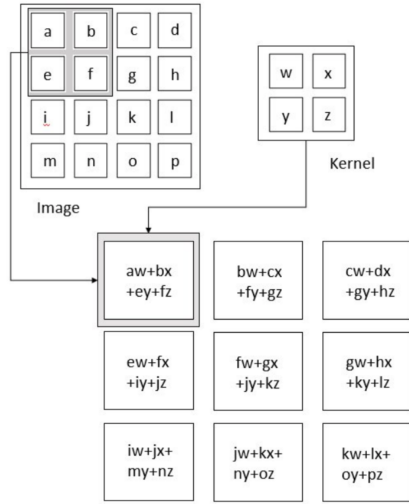 a b c d
e f g h
i j k l
m n o p
Image
w x
y z
Kernel
aw+bx
+ey+fz
bw+cx
+fy+gz
cw+dx
+gy+hz
ew+fx
+iy+jz
fw+gx
+jy+kz
gw+hx
+ky+lz
iw+jx+
my+nz
jw+kx+
ny+oz
kw+lx+
oy+pz